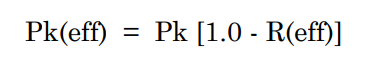 Pk(eff) = Pk [1.0 - R(eff)]